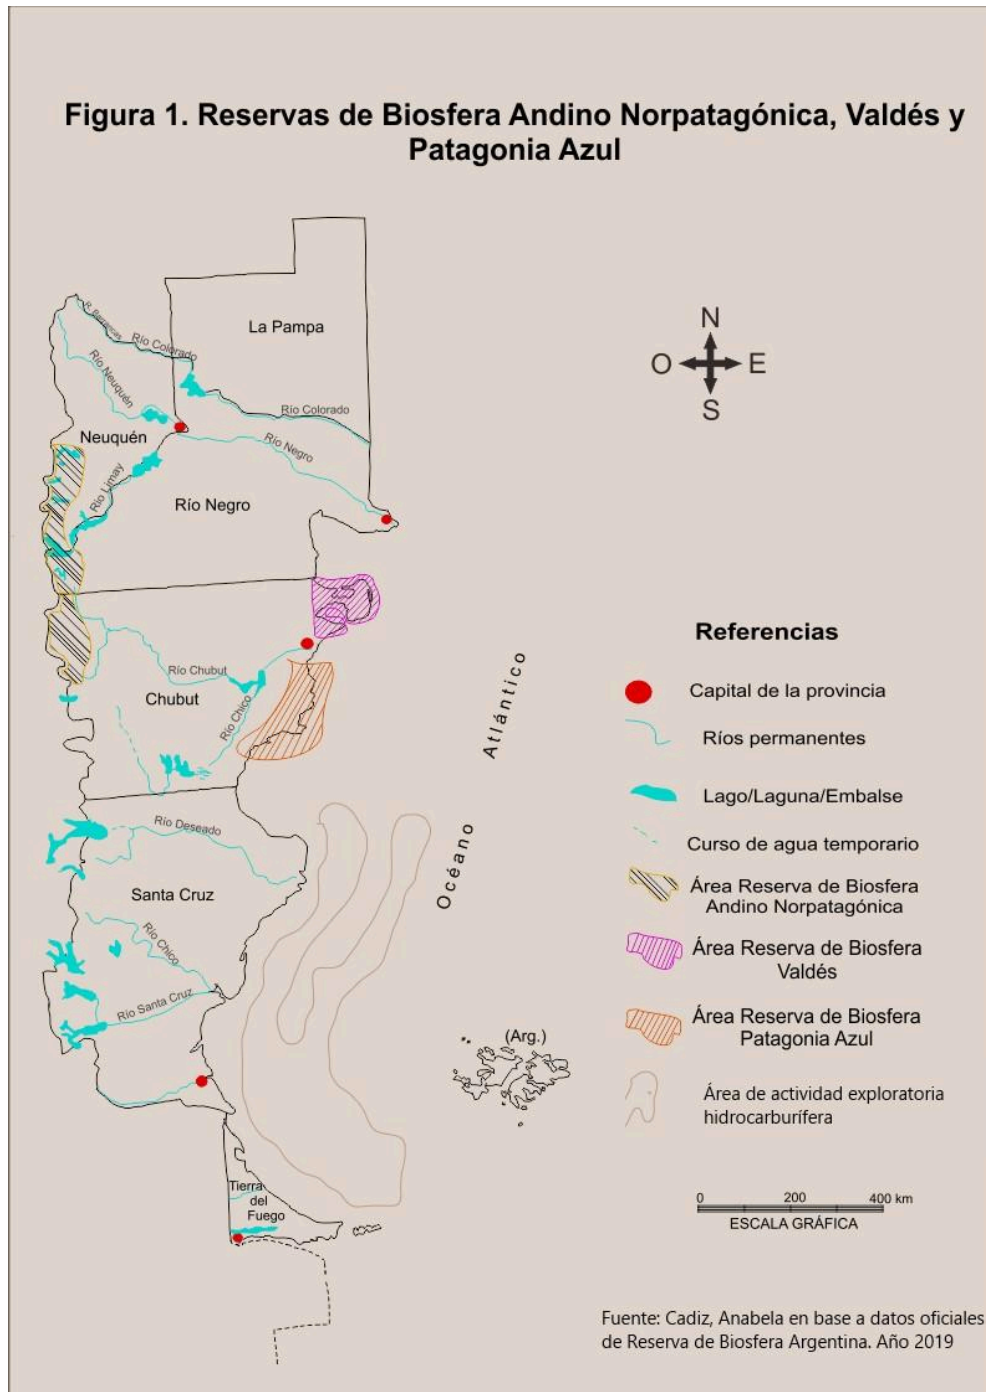 Figura 1. Reservas de Biosfera Andino Norpatagónica, Valdés y
Patagonia Azul
La Pampa
N
O
E
S
R. Barrancas
Río Colorado
Río Neuquén
Río Colorado
Río Negro
Neuquén
Río Limay
Río Negro
Río Chubut
Chubut
Río Chico
Río Deseado
Santa Cruz
Río Chico
Río Santa Cruz
Tierra
del
Fuego
Océano Atlántico
(Arg.)
Referencias
Capital de la provincia
Ríos permanentes
Lago/Laguna/Embalse
Curso de agua temporario
Área Reserva de Biosfera
Andino Norpatagónica
Área Reserva de Biosfera
Valdés
Área Reserva de Biosfera
Patagonia Azul
Área de actividad exploratoria
hidrocarburífera
0 200 400 km
ESCALA GRÁFICA
Fuente: Cadiz, Anabela en base a datos oficiales
de Reserva de Biosfera Argentina. Año 2019